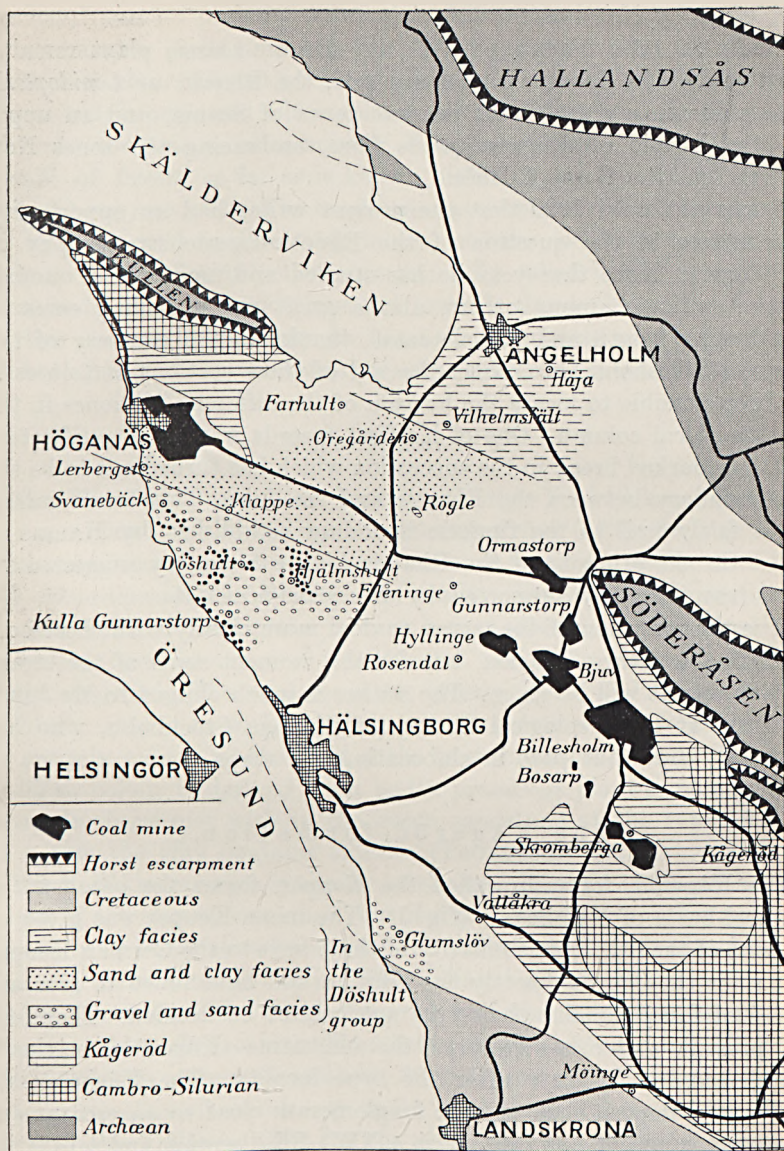 HALLANDSÅS
SKÄLDERVIKEN
KULLEN
ÄNGELHOLM
Håja
Farhult
Vilhelmsfält
Oregården
HÖGANÄS
Lerberget
Svanebäck
Klappe
Rögle
Ormastorp
Döshult
Hjälmshult
Fleninge
Gunnarstorp
SÖDERÅSEN
Kulla Gunnarstorp
Hyllinge
Rosendal
Bjuv
ÖRESUND
HÄLSINGBORG
Billesholm
HELSINGÖR
Bosarp
Skromberga
Kågeröd
Vallåkra
Glumslöv
Möinge
LANDSKRONA
Coal mine
Horst escarpment
Cretaceous
Clay facies
Sand and clay facies
Gravel and sand facies
In
the
Döshult
group
Kågeröd
Cambro-Silurian
Archæan